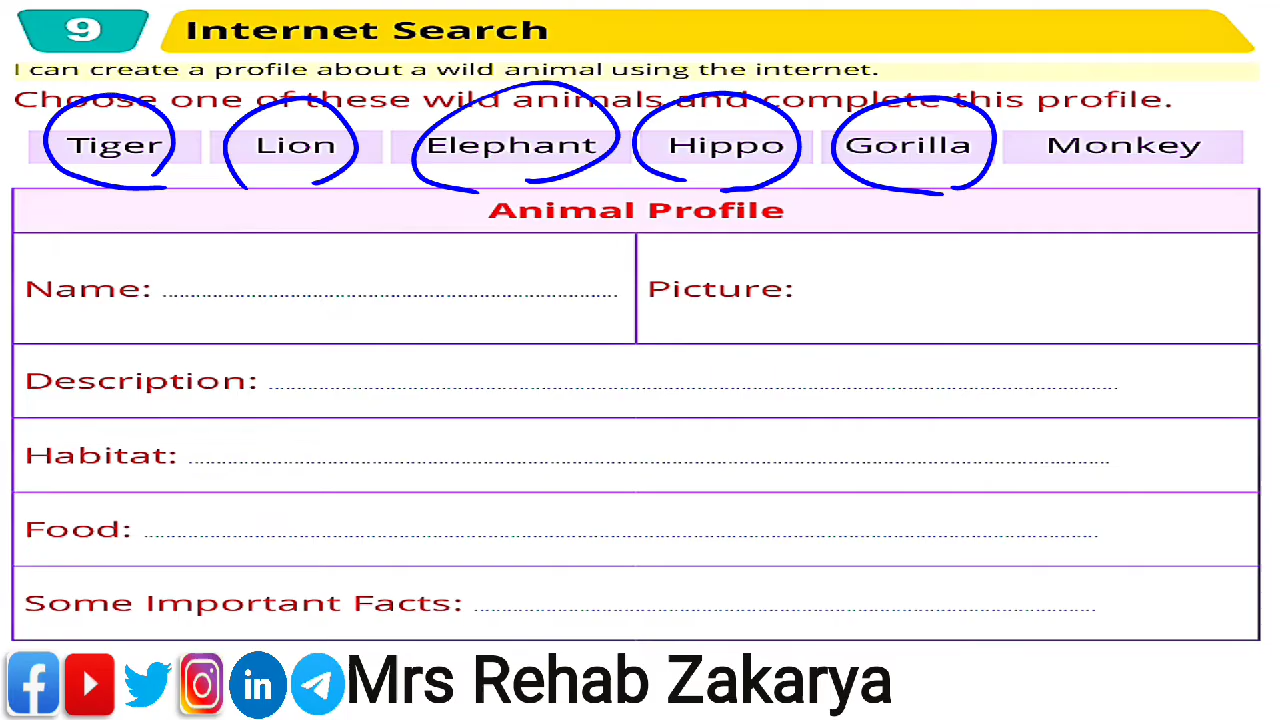 9 Internet Search
I can create a profile about a wild animal using the internet.
Choose one of these wild animals and complete this profile.
Tiger Lion Elephant Hippo Gorilla Monkey
Animal Profile
Name: ........................................ Picture:
Description: ........................................
Habitat: ........................................
Food: ........................................
Some Important Facts: ........................................
Mrs Rehab Zakarya